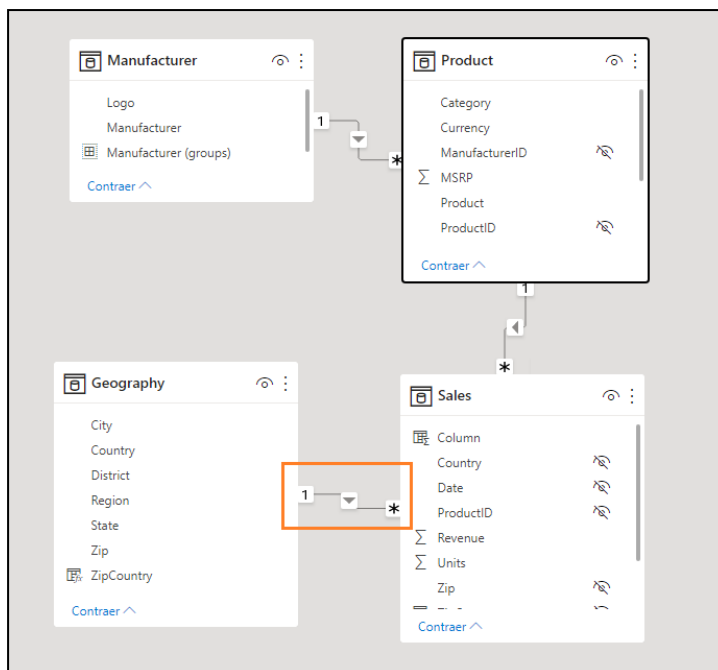 Manufacturer
Logo
Manufacturer
Manufacturer (groups)
Contraer
Product
Category
Currency
ManufacturerID
MSRP
Product
ProductID
Contraer
1
*
1
*
Geography
City
Country
District
Region
State
Zip
ZipCountry
Contraer
1
*
Sales
Column
Country
Date
ProductID
Revenue
Units
Zip
Contraer